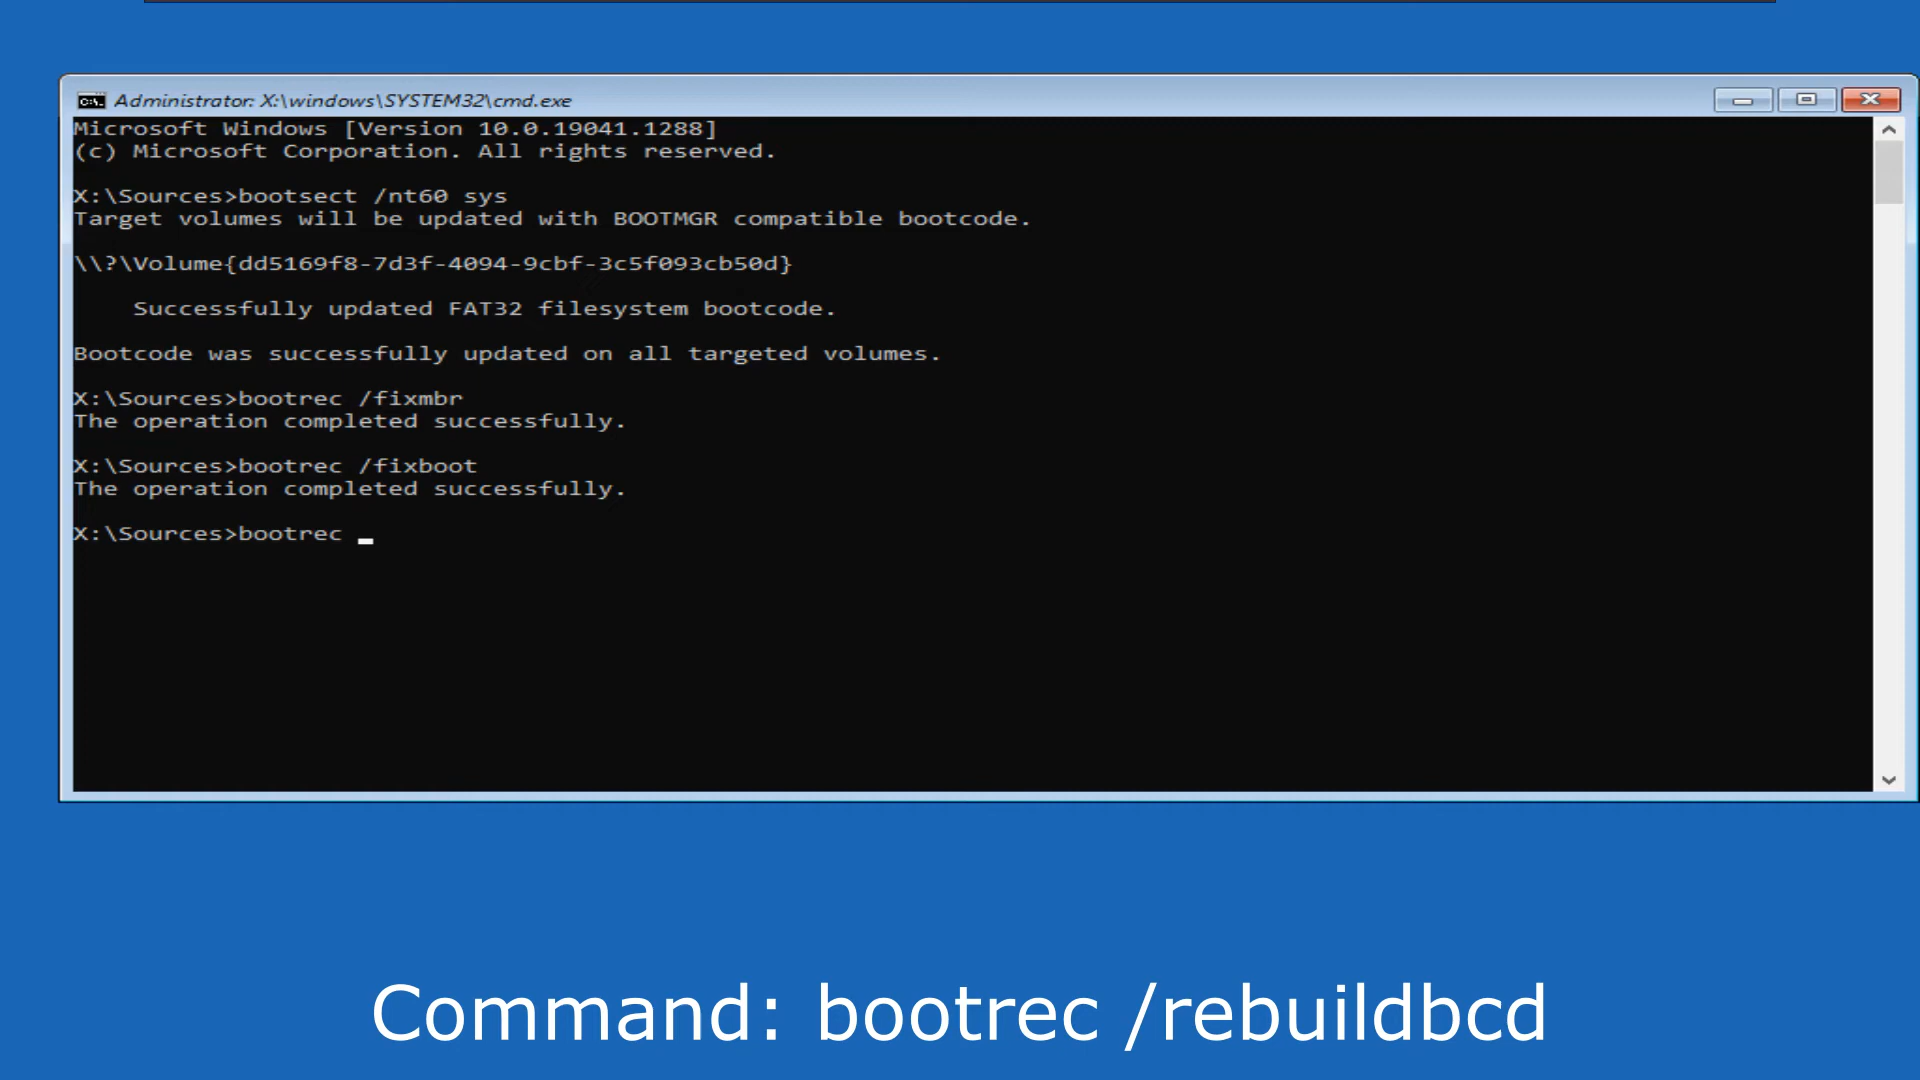 Administrator: X:\windows\SYSTEM32\cmd.exe
Microsoft Windows [Version 10.0.19041.1288]
(c) Microsoft Corporation. All rights reserved.
X:\Sources>bootsect /nt60 sys
Target volumes will be updated with BOOTMGR compatible bootcode.
\\?\Volume{dd5169f8-7d3f-4094-9cbf-3c5f093cb50d}
Successfully updated FAT32 filesystem bootcode.
Bootcode was successfully updated on all targeted volumes.
X:\Sources>bootrec /fixmbr
The operation completed successfully.
X:\Sources>bootrec /fixboot
The operation completed successfully.
X:\Sources>bootrec _
Command: bootrec /rebuildbcd